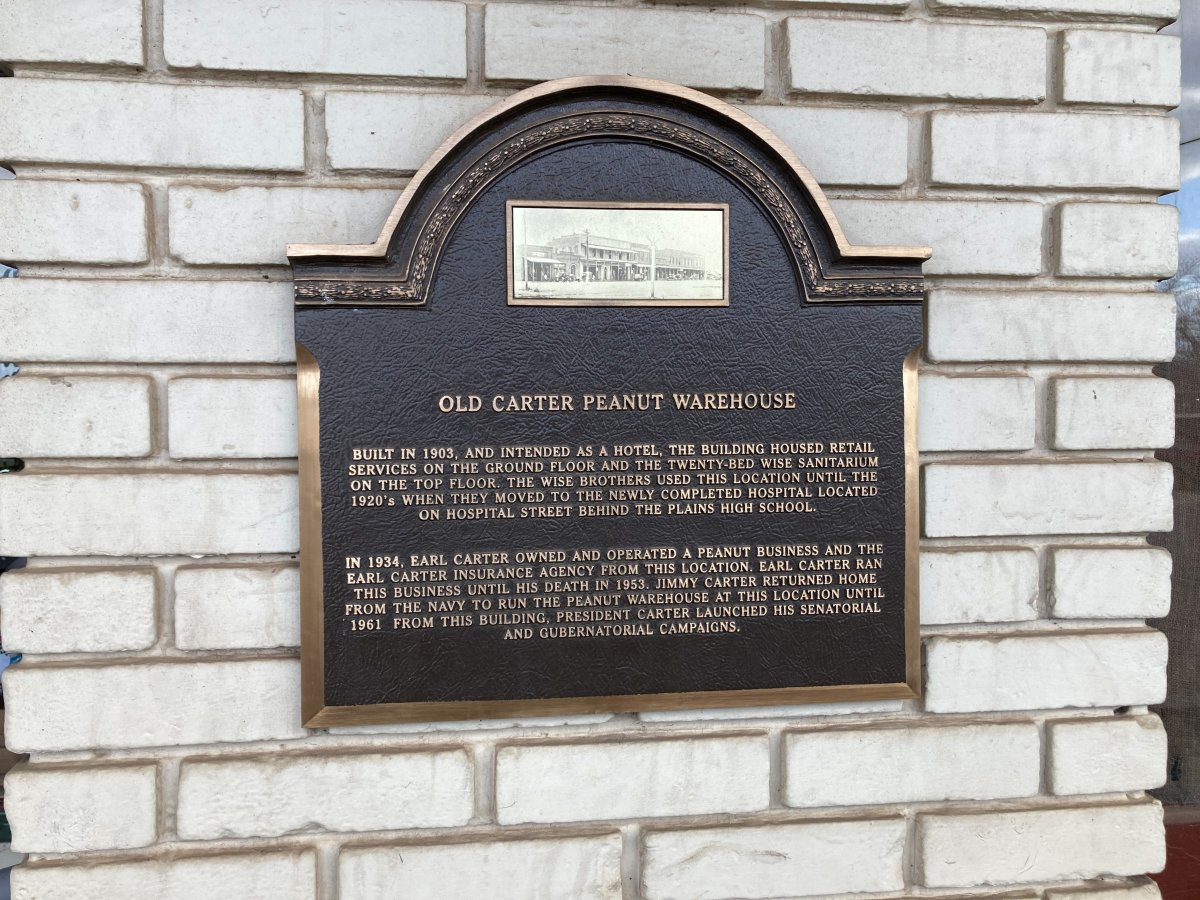 OLD CARTER PEANUT WAREHOUSE
BUILT IN 1903, AND INTENDED AS A HOTEL, THE BUILDING HOUSED RETAIL
SERVICES ON THE GROUND FLOOR AND THE TWENTY-BED WISE SANITARIUM
ON THE TOP FLOOR. THE WISE BROTHERS USED THIS LOCATION UNTIL THE
1920's WHEN THEY MOVED TO THE NEWLY COMPLETED HOSPITAL LOCATED
ON HOSPITAL STREET BEHIND THE PLAINS HIGH SCHOOL.
IN 1934, EARL CARTER OWNED AND OPERATED A PEANUT BUSINESS AND THE
EARL CARTER INSURANCE AGENCY FROM THIS LOCATION. EARL CARTER RAN
THIS BUSINESS UNTIL HIS DEATH IN 1953. JIMMY CARTER RETURNED HOME
FROM THE NAVY TO RUN THE PEANUT WAREHOUSE AT THIS LOCATION UNTIL
1961 FROM THIS BUILDING, PRESIDENT CARTER LAUNCHED HIS SENATORIAL
AND GUBERNATORIAL CAMPAIGNS.